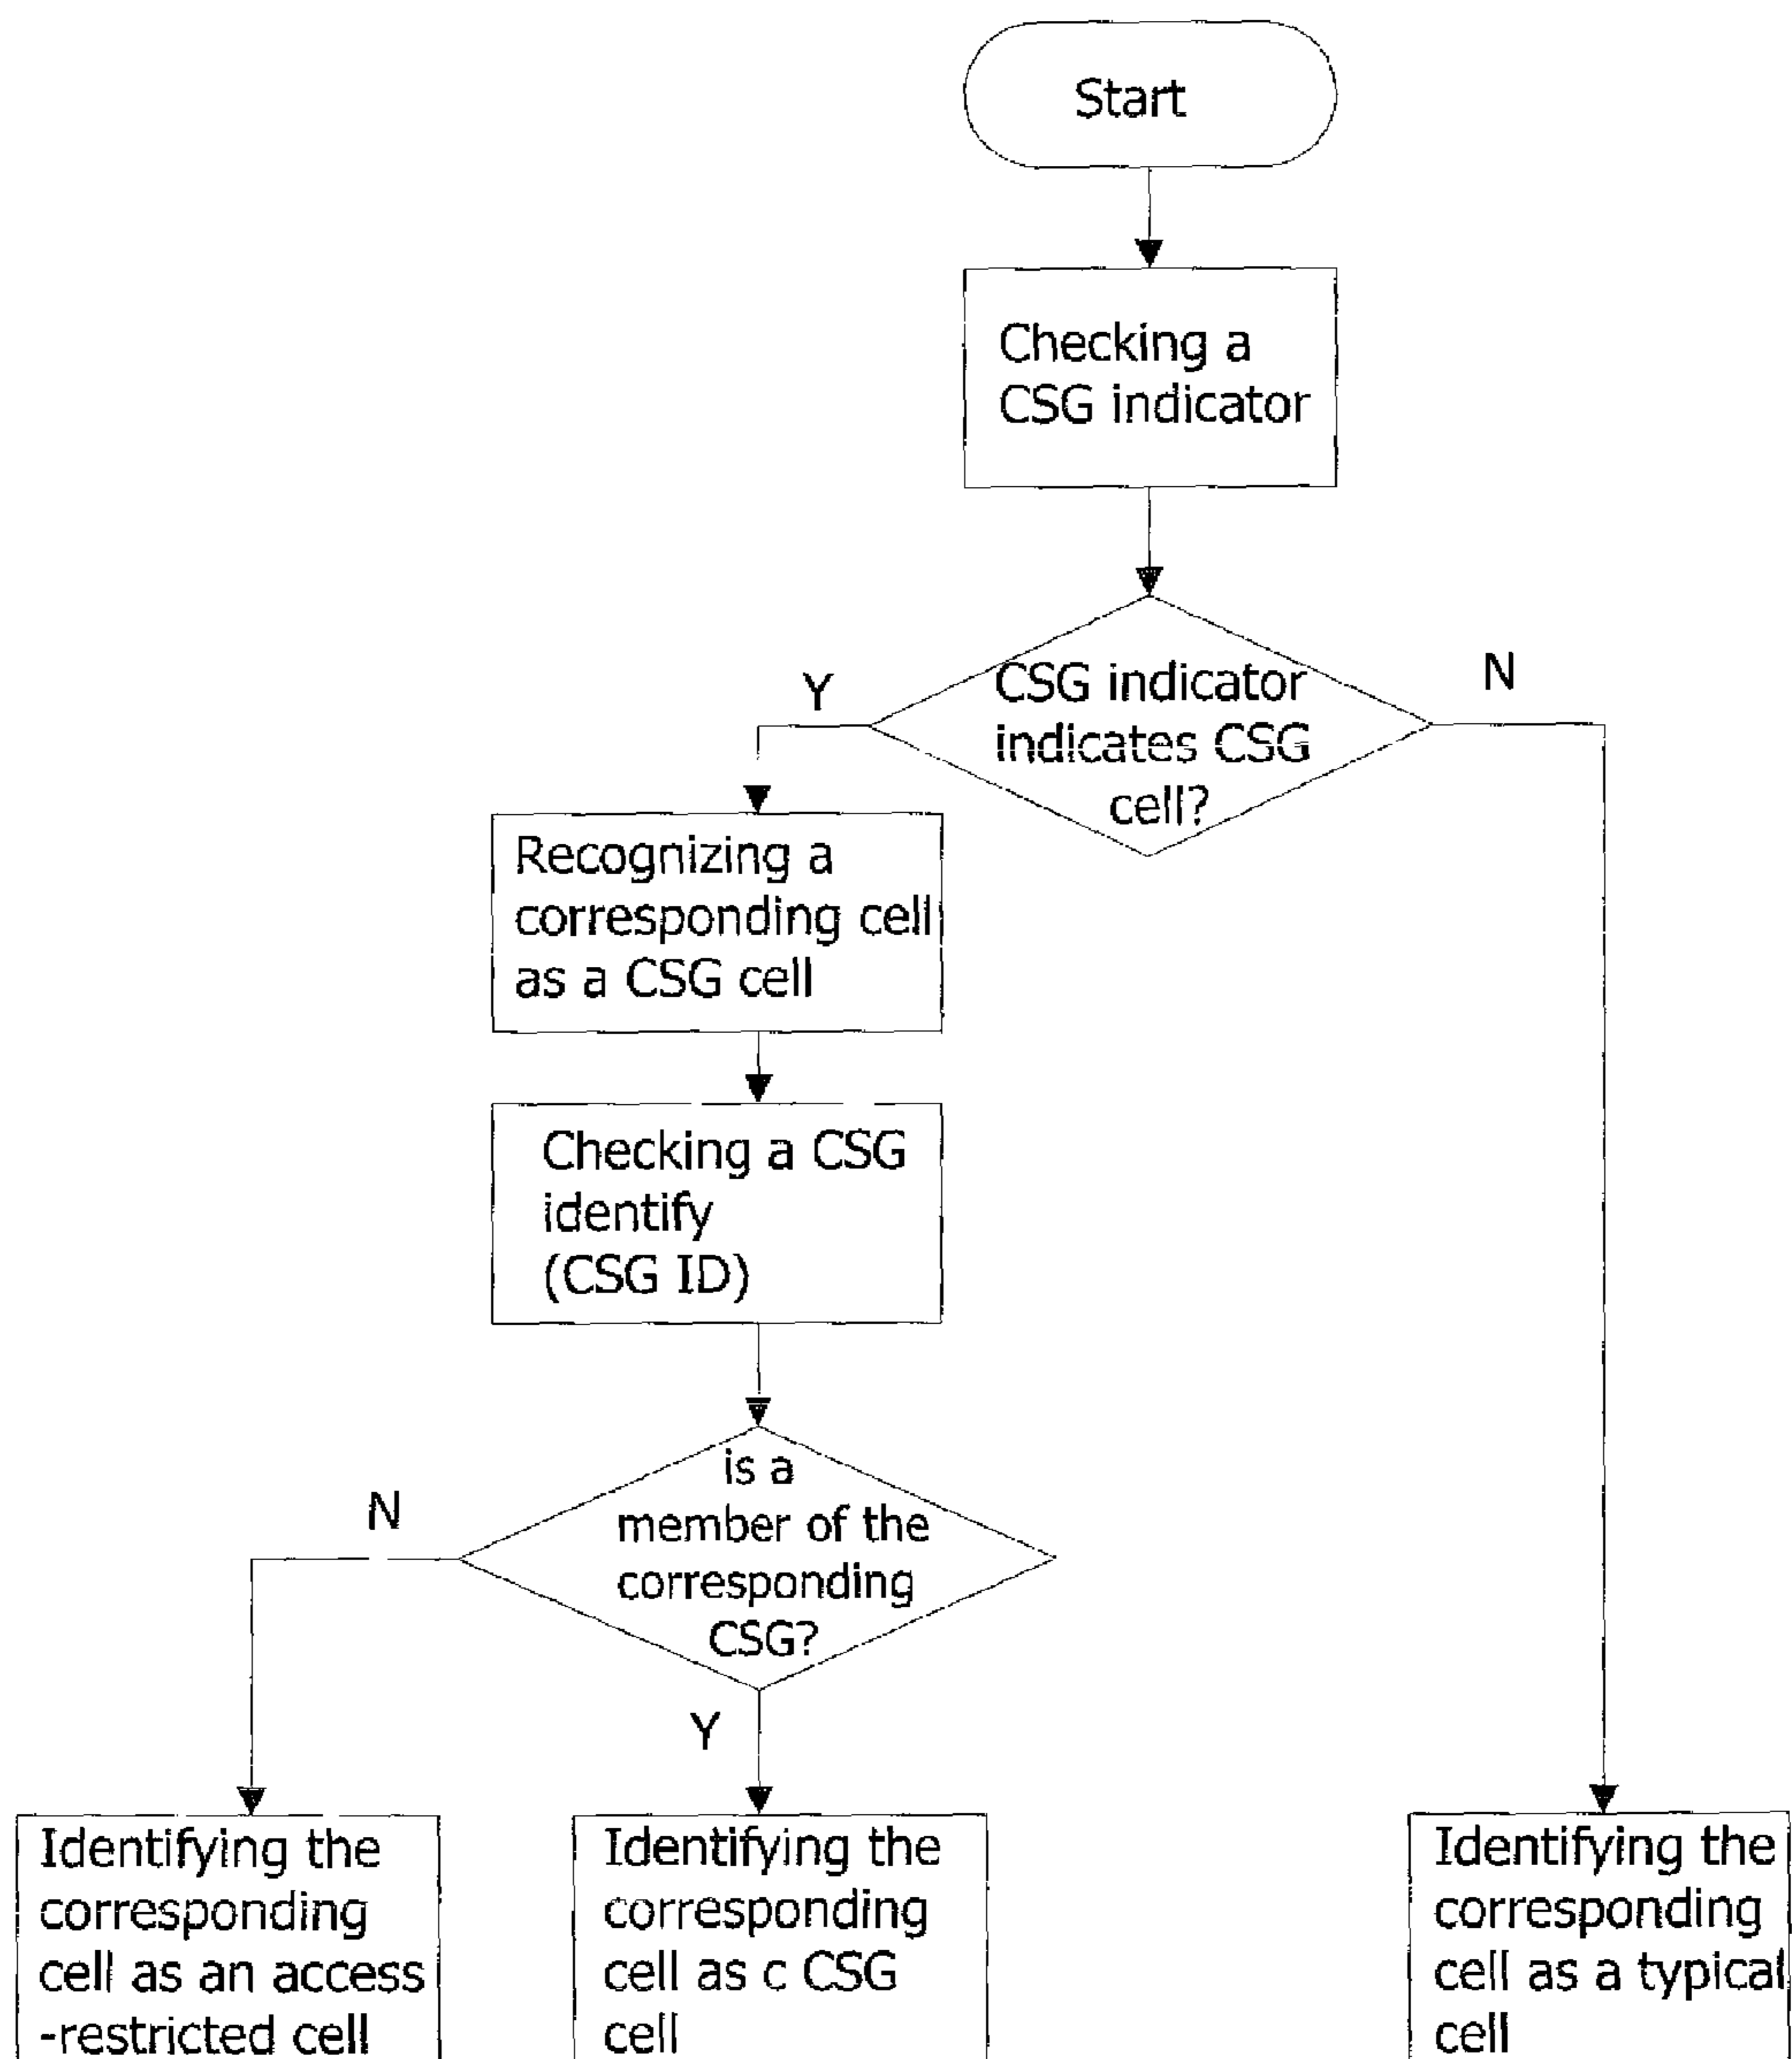 Start
Checking a
CSG indicator
CSG indicator
indicates CSG
cell?
Y
N
Recognizing a
corresponding cell
as a CSG cell
Checking a CSG
identify
(CSG ID)
is a
member of the
corresponding
CSG?
N
Y
Identifying the
corresponding
cell as an access
-restricted cell
Identifying the
corresponding
cell as c CSG
cell
Identifying the
corresponding
cell as a typical
cell